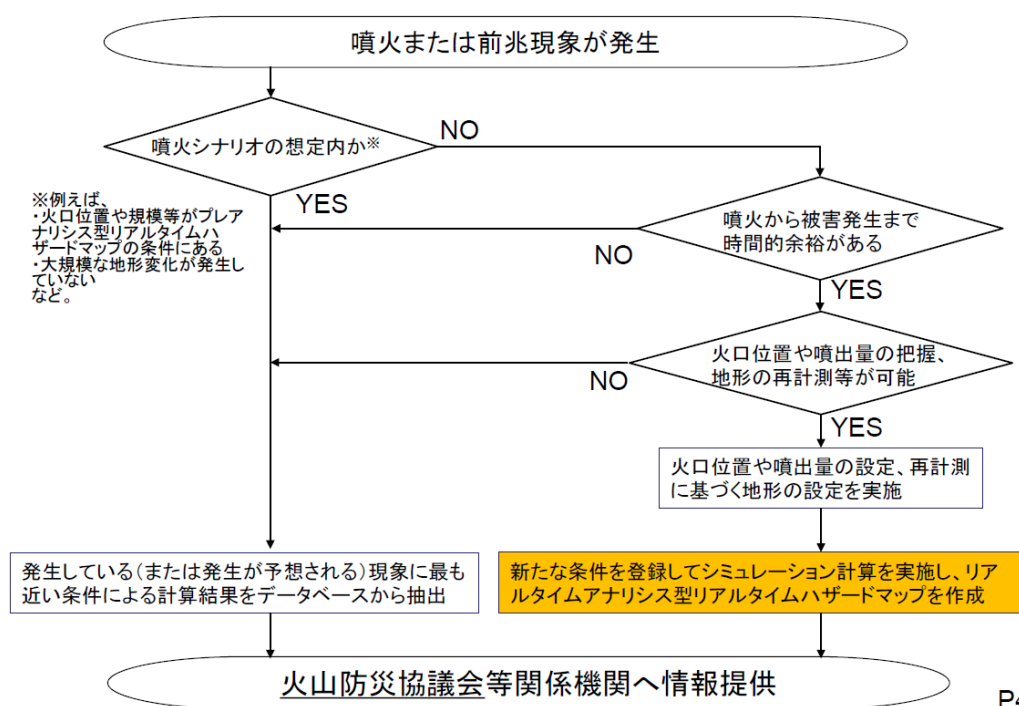 噴火または前兆現象が発生
噴火シナリオの想定内か※
NO
YES
※例えば、
・火口位置や規模等がプレア
ナリシス型リアルタイムハ
ザードマップの条件にある
・大規模な地形変化が発生し
ていない
など。
噴火から被害発生まで
時間的余裕がある
NO
YES
火口位置や噴出量の把握、
地形の再計測等が可能
NO
YES
火口位置や噴出量の設定、再計測
に基づく地形の設定を実施
発生している(または発生が予想される)現象に最も
近い条件による計算結果をデータベースから抽出
新たな条件を登録してシミュレーション計算を実施し、リア
ルタイムアナリシス型リアルタイムハザードマップを作成
火山防災協議会等関係機関へ情報提供